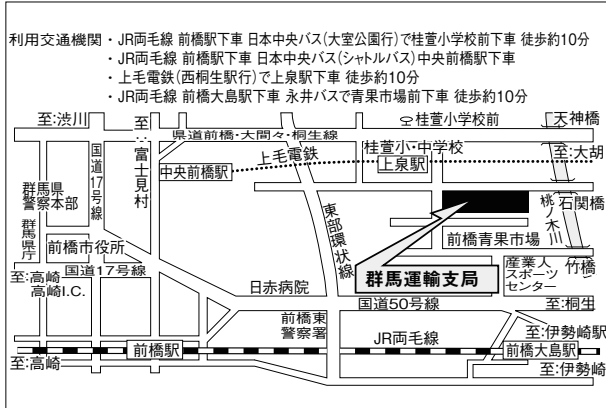 利用交通機関・JR両毛線 前橋駅下車 日本中央バス(大室公園行)で桂萱小学校前下車 徒歩約10分
・JR両毛線 前橋駅下車 日本中央バス(シャトルバス)中央前橋駅下車
・上毛電鉄(西桐生駅行)で上泉駅下車 徒歩約10分
・JR両毛線 前橋大島駅下車 永井バスで青果市場前下車 徒歩約10分
至:渋川
至:富士見村
桂萱小学校前
天神橋
県道前橋・大間々・桐生線
国道17号線
上毛電鉄
桂萱小・中学校
至:大胡
中央前橋駅
上泉駅
群馬県警察本部
群馬県庁
東部環状線
桃ノ木川
石関橋
前橋市役所
前橋青果市場
国道17号線
群馬運輸支局
産業人スポーツセンター
竹橋
至:高崎
高崎I.C.
日赤病院
国道50号線
至:桐生
前橋東警察署
JR両毛線
至:伊勢崎駅
前橋駅
前橋大島駅
至:高崎
至:伊勢崎